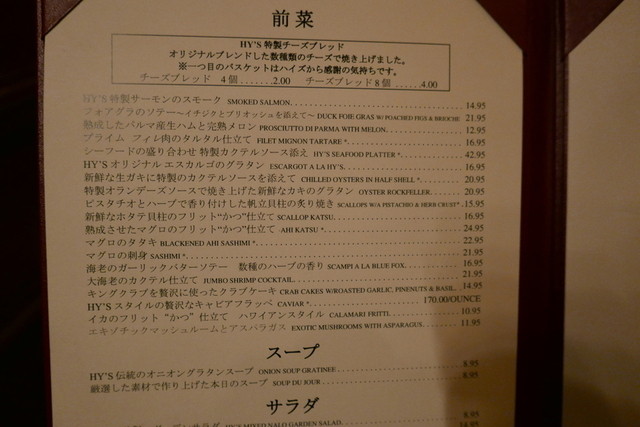 前菜
HY'S 特製チーズブレッド
オリジナルブレンドした数種類のチーズで焼き上げました。
※一つ目のバスケットはハイズから感謝の気持ちです。
チーズブレッド 4個.......2.00 チーズブレッド8個......4.00
HY'S 特製サーモンのスモーク SMOKED SALMON 14.95
フォアグラのソテー〜イチジクとブリオッシュを添えて〜 DUCK FOIE GRAS W/ POACHED FIGS & BRIOCHE 21.95
熟成したパルマ産生ハムと完熟メロン PROSCIUTTO DI PARMA WITH MELON 12.95
プライム フィレ肉のタルタル仕立て FILET MIGNON TARTARE * 16.95
シーフードの盛り合わせ 特製カクテルソース添え HY'S SEAFOOD PLATTER * 42.95
HY'S オリジナル エスカルゴのグラタン ESCARGOT A LA HY'S 16.95
新鮮な生ガキに特製のカクテルソースを添えて CHILLED OYSTERS IN HALF SHELL * 20.95
特製オランデーズソースで焼き上げた新鮮なカキのグラタン OYSTER ROCKFELLER 20.95
ピスタチオとハーブで香り付けした帆立貝柱の炙り焼き SCALLOPS W/A PISTACHIO & HERB CRUST* 15.95
新鮮なホタテ貝柱のフリット“かつ”仕立て SCALLOP KATSU 16.95
熟成させたマグロのフリット“かつ”仕立て AHI KATSU * 24.95
マグロのタタキ BLACKENED AHI SASHIMI * 22.95
マグロの刺身 SASHIMI * 21.95
海老のガーリックバターソテー 数種のハーブの香り SCAMPI A LA BLUE FOX 16.95
大海老のカクテル仕立て JUMBO SHRIMP COCKTAIL 21.95
キングクラブを贅沢に使ったクラブケーキ CRAB CAKES W/ROASTED GARLIC, PINENUTS & BASIL 14.95
HY'S スタイルの贅沢なキャビアフラッペ CAVIAR * 170.00/OUNCE
イカのフリット “かつ” 仕立て ハワイアンスタイル CALAMARI FRITTI 10.95
エキゾチックマッシュルームとアスパラガス EXOTIC MUSHROOMS WITH ASPARAGUS 11.95
スープ
HY'S 伝統のオニオングラタンスープ ONION SOUP GRATINEE 8.95
厳選した素材で作り上げた本日のスープ SOUP DU JOUR 8.95
サラダ
HY'S MIXED NALO GARDEN SALAD 8.95
14.95